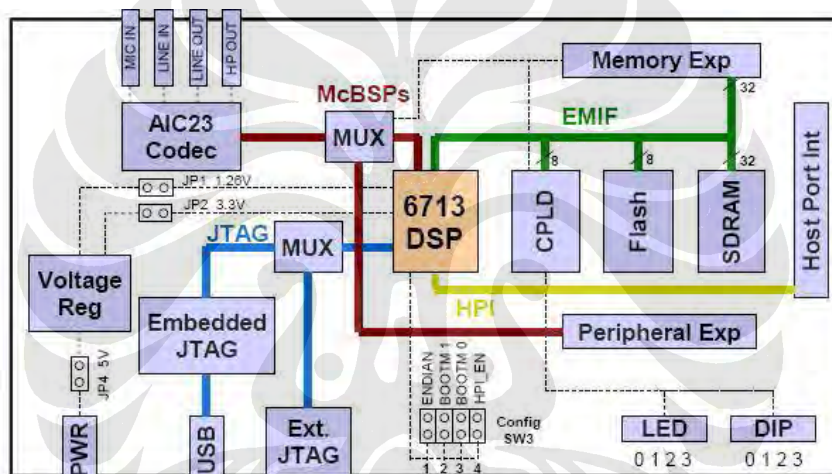 MIC IN
LINE IN
LINE OUT
HP OUT
Memory Exp
32
McBSPs
AIC23
Codec
MUX
EMIF
8
8
32
Host Port Int
JP1 1.26V
JP2 3.3V
6713
DSP
CPLD
Flash
SDRAM
JTAG
MUX
Voltage
Reg
HPI
Embedded
JTAG
Peripheral Exp
JP4 5V
ENDIAN
BOOTM 1
BOOTM 0
HPI_EN
Config
SW3
PWR
USB
Ext.
JTAG
1 2 3 4
LED
DIP
0 1 2 3
0 1 2 3